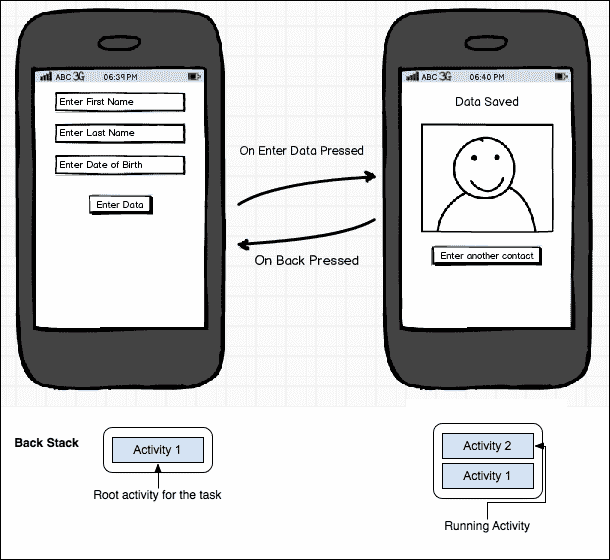 ABC 3G 06:39 PM
Enter First Name
Enter Last Name
Enter Date of Birth
Enter Data
On Enter Data Pressed
On Back Pressed
ABC 3G 06:40 PM
Data Saved
Enter another contact
Back Stack
Activity 1
Root activity for the task
Activity 2
Activity 1
Running Activity